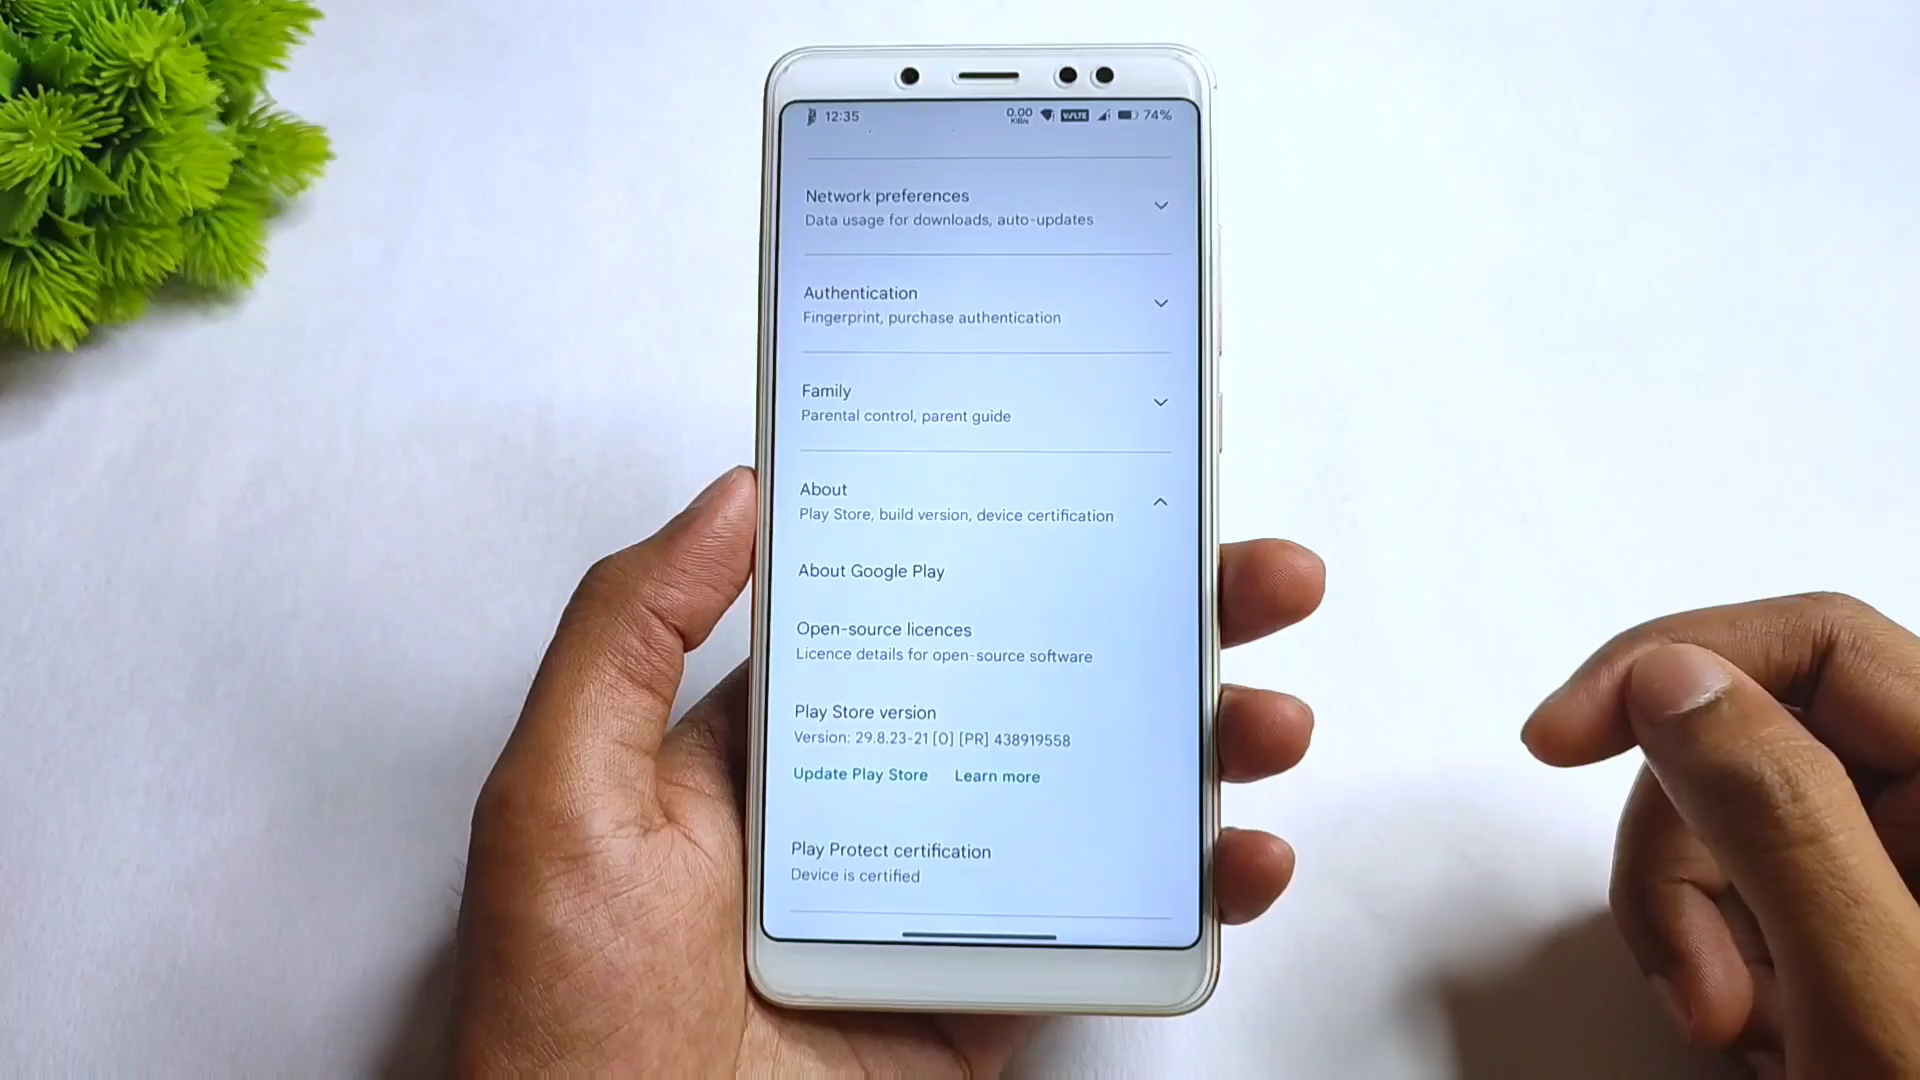 12:35 0.00 KiB/s VoLTE 74%
Network preferences
Data usage for downloads, auto-updates
Authentication
Fingerprint, purchase authentication
Family
Parental control, parent guide
About
Play Store, build version, device certification
About Google Play
Open-source licences
Licence details for open-source software
Play Store version
Version: 29.8.23-21 [0] [PR] 438919558
Update Play Store Learn more
Play Protect certification
Device is certified